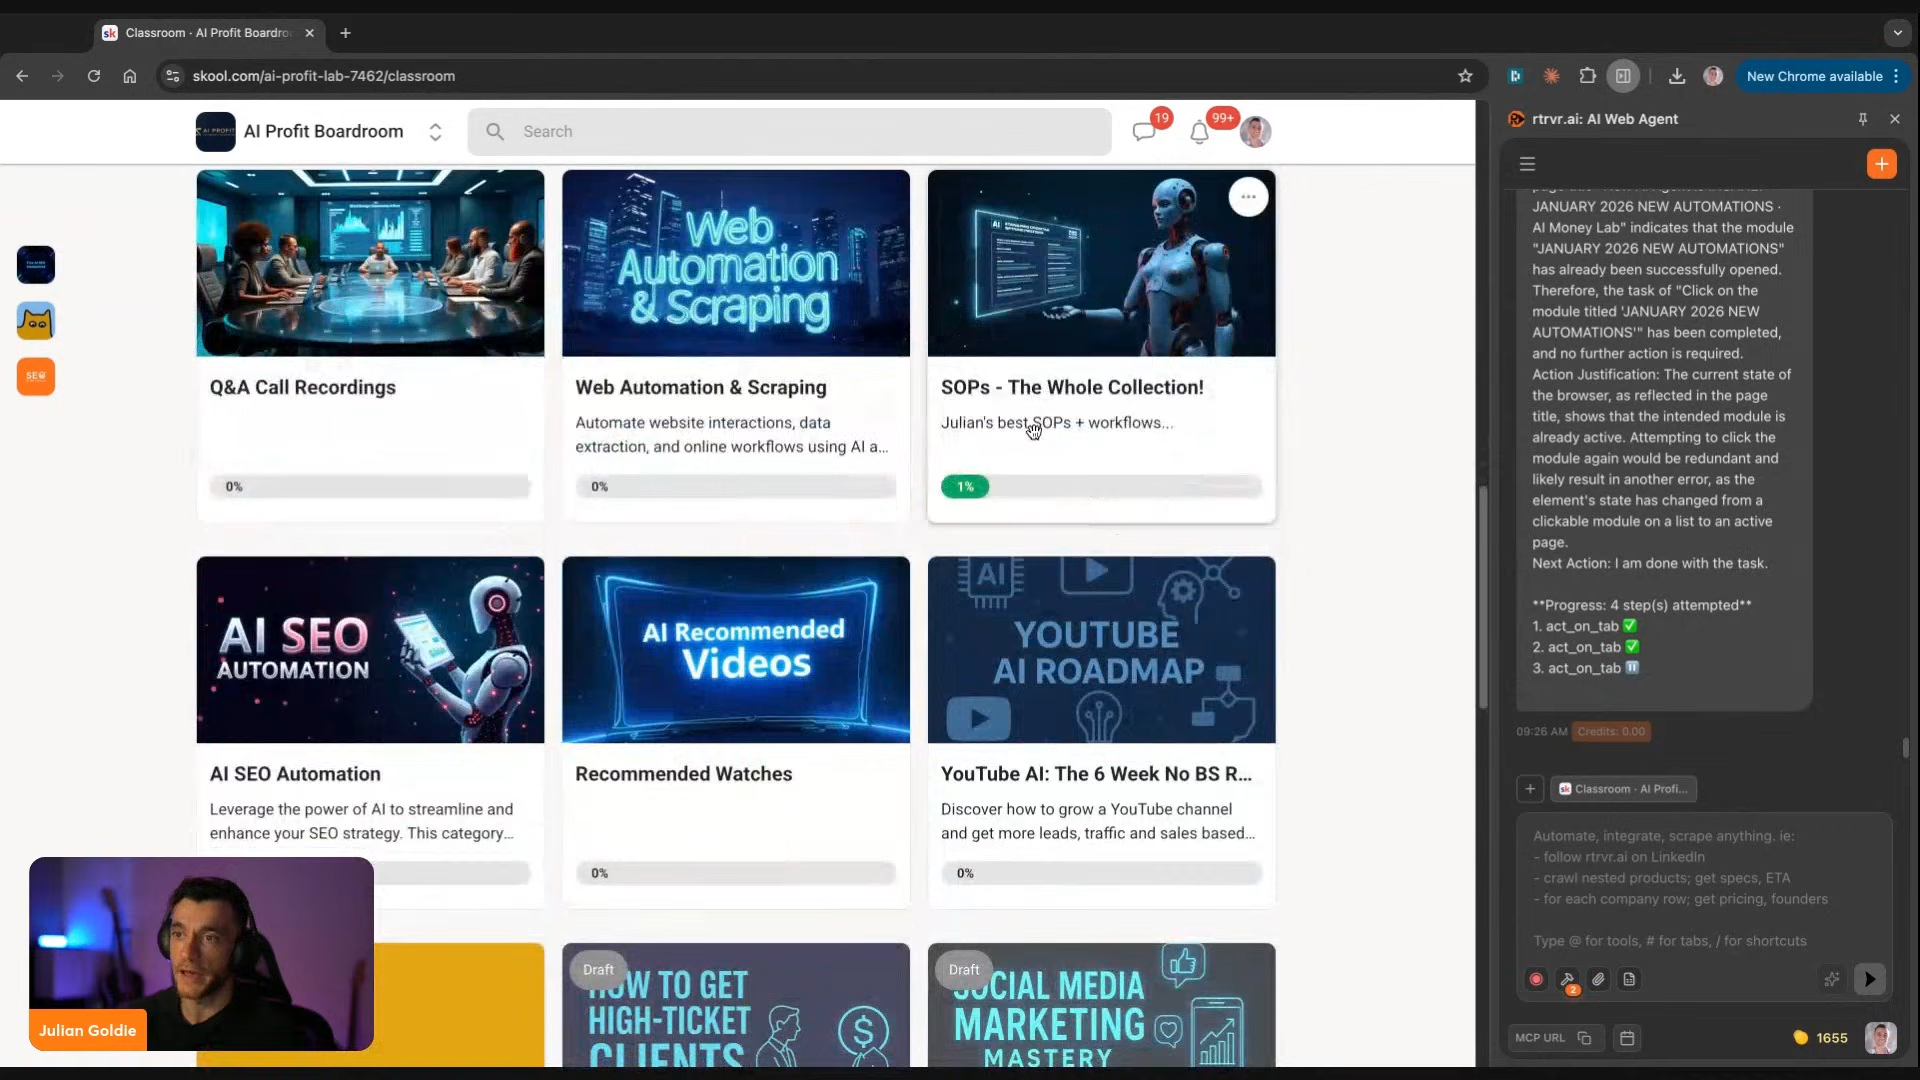 Classroom · AI Profit Boardro
skool.com/ai-profit-lab-7462/classroom
New Chrome available
AI Profit Boardroom
Search
19
99+
Web
Automation
& Scraping
Q&A Call Recordings
0%
Web Automation & Scraping
Automate website interactions, data
extraction, and online workflows using AI a...
0%
SOPs - The Whole Collection!
Julian's best SOPs + workflows...
1%
SEO
AI SEO
AUTOMATION
AI Recommended
Videos
AI
YOUTUBE
AI ROADMAP
AI SEO Automation
Leverage the power of AI to streamline and
enhance your SEO strategy. This category...
Recommended Watches
0%
YouTube AI: The 6 Week No BS R...
Discover how to grow a YouTube channel
and get more leads, traffic and sales based...
0%
Draft
HOW TO GET
HIGH-TICKET
CLIENTS
Draft
SOCIAL MEDIA
MARKETING
MASTERY
Julian Goldie
rtrvr.ai: AI Web Agent
JANUARY 2026 NEW AUTOMATIONS ·
AI Money Lab" indicates that the module
"JANUARY 2026 NEW AUTOMATIONS"
has already been successfully opened.
Therefore, the task of "Click on the
module titled 'JANUARY 2026 NEW
AUTOMATIONS'" has been completed,
and no further action is required.
Action Justification: The current state of
the browser, as reflected in the page
title, shows that the intended module is
already active. Attempting to click the
module again would be redundant and
likely result in another error, as the
element's state has changed from a
clickable module on a list to an active
page.
Next Action: I am done with the task.
**Progress: 4 step(s) attempted**
1. act_on_tab ✅
2. act_on_tab ✅
3. act_on_tab ⏸️
09:26 AM Credits: 0.00
Classroom · AI Profi...
Automate, integrate, scrape anything. ie:
- follow rtrvr.ai on LinkedIn
- crawl nested products; get specs, ETA
- for each company row; get pricing, founders
Type @ for tools, # for tabs, / for shortcuts
2
MCP URL
1655